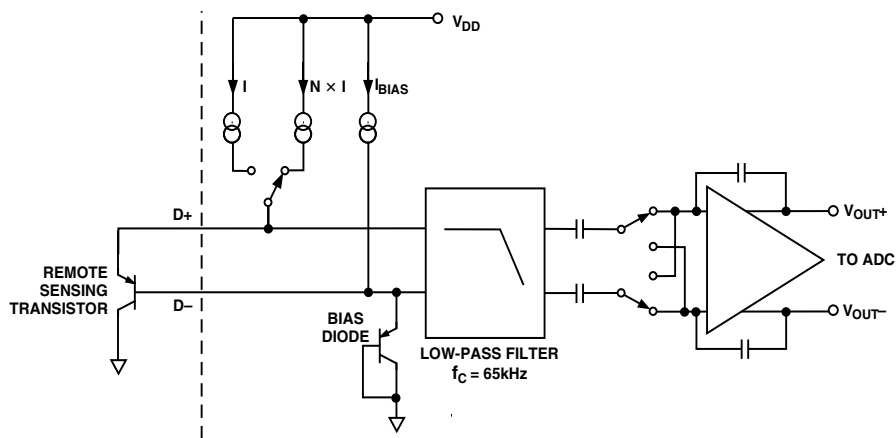 V_DD
I
N × I
I_BIAS
D+
REMOTE
SENSING
TRANSISTOR
D–
BIAS
DIODE
LOW-PASS FILTER
f_C = 65kHz
V_OUT+
TO ADC
V_OUT–